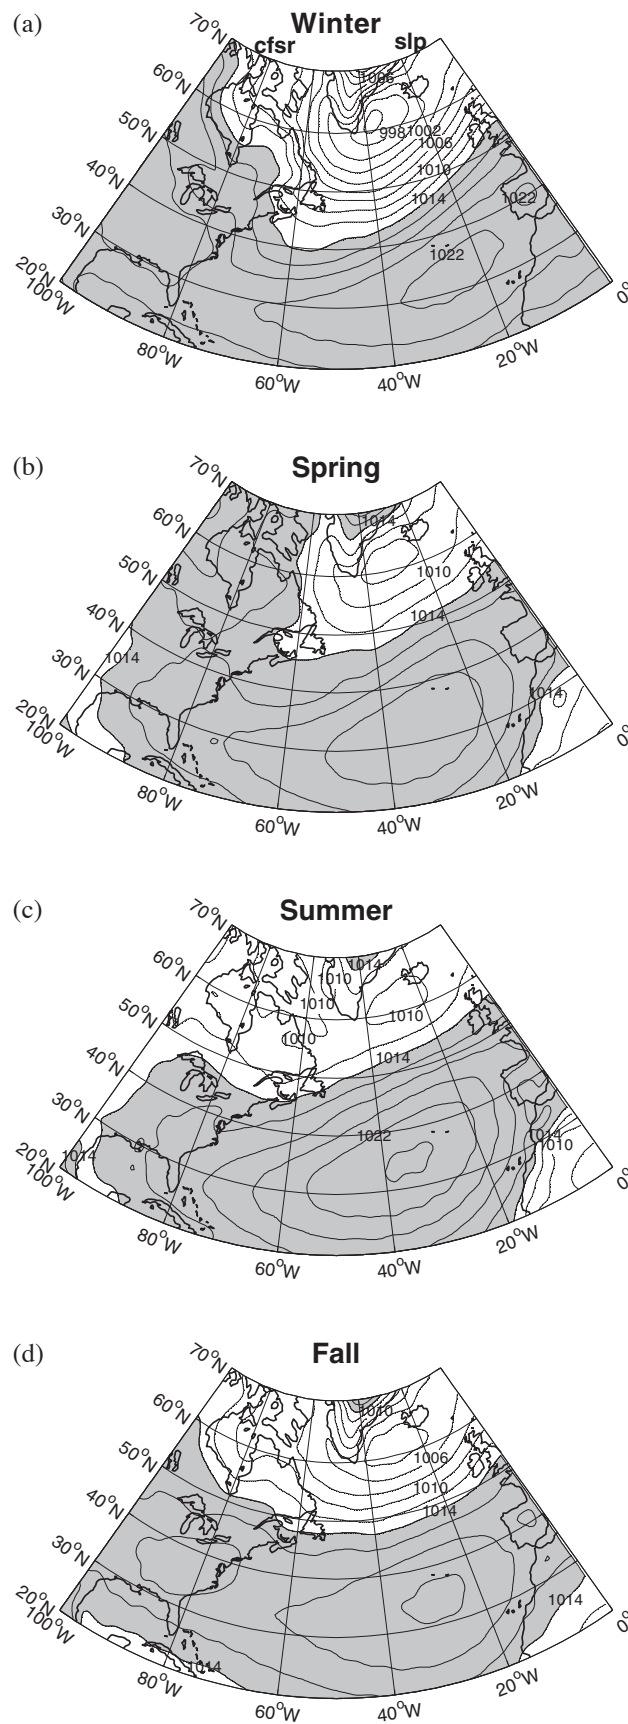 (a)
Winter
cfsr
slp
70°N
60°N
50°N
40°N
30°N
20°N
100°W
80°W
60°W
40°W
20°W
0°
1006
998
1002
1006
1010
1014
1022
1022
(b)
Spring
70°N
60°N
50°N
40°N
30°N
20°N
100°W
80°W
60°W
40°W
20°W
0°
1014
1010
1014
1014
1014
(c)
Summer
70°N
60°N
50°N
40°N
30°N
20°N
100°W
80°W
60°W
40°W
20°W
0°
1014
1010
1010
1010
1010
1014
1022
1014
1014
1010
(d)
Fall
70°N
60°N
50°N
40°N
30°N
20°N
100°W
80°W
60°W
40°W
20°W
0°
1010
1006
1010
1014
1014
1014